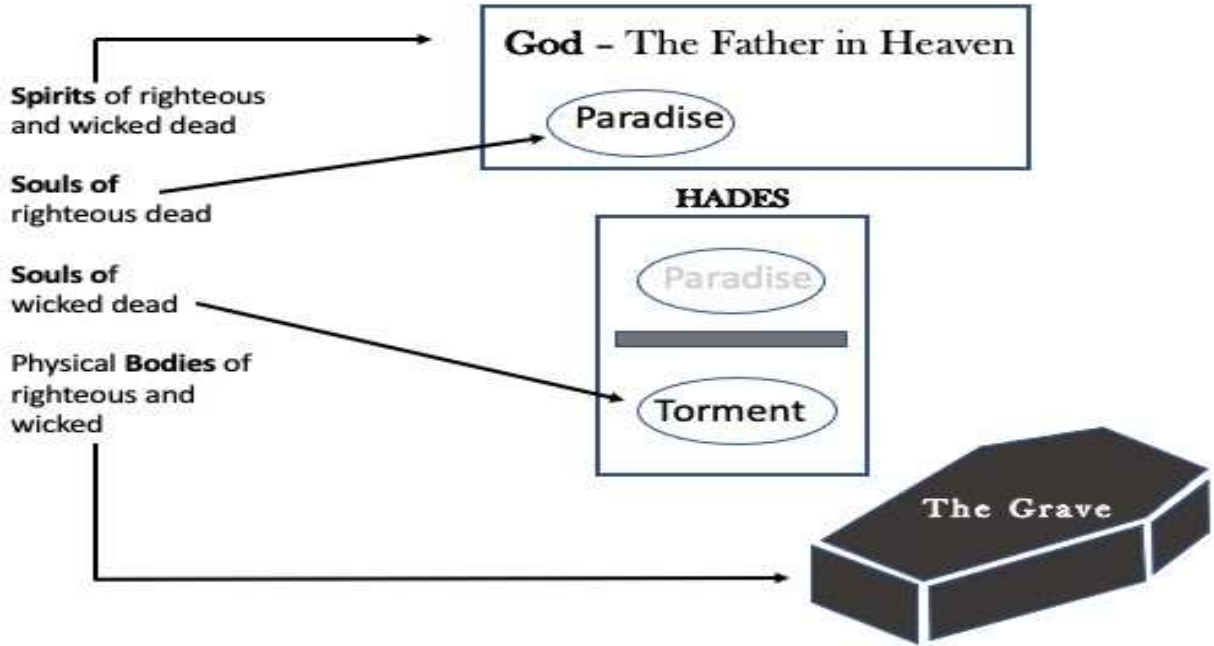 God – The Father in Heaven
Spirits of righteous
and wicked dead
Paradise
Souls of
righteous dead
HADES
Souls of
wicked dead
Paradise
Physical Bodies of
righteous and
wicked
Torment
The Grave